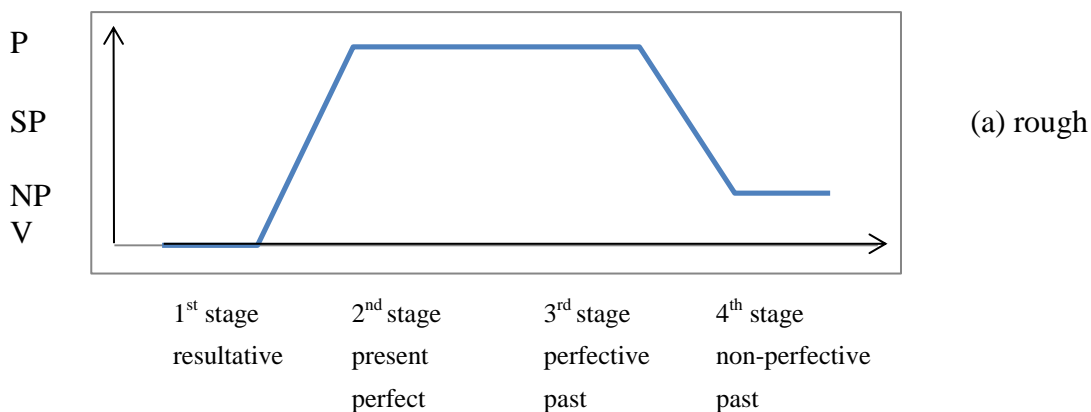 P
SP
(a) rough
NP
V
1st stage
resultative
2nd stage
present
perfect
3rd stage
perfective
past
4th stage
non-perfective
past